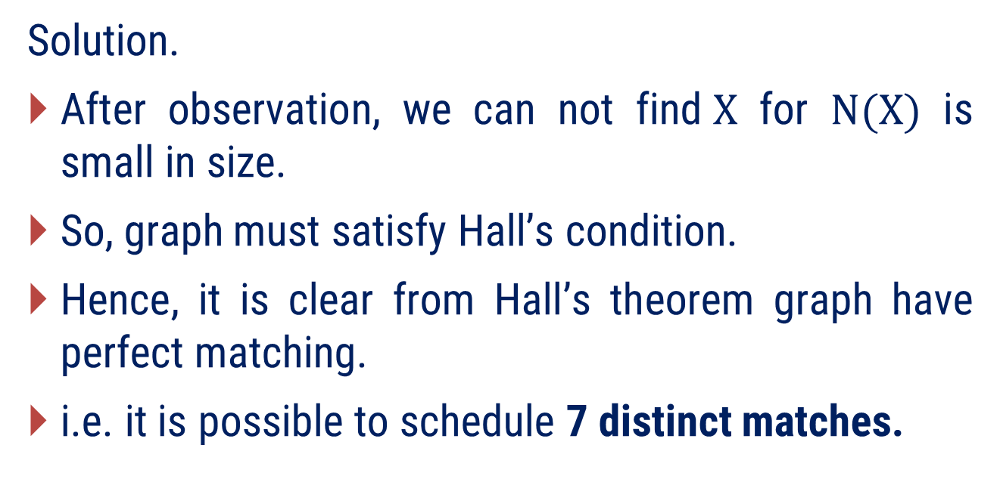 Solution.
After observation, we can not find X for N(X) is
small in size.
So, graph must satisfy Hall’s condition.
Hence, it is clear from Hall’s theorem graph have
perfect matching.
i.e. it is possible to schedule 7 distinct matches.